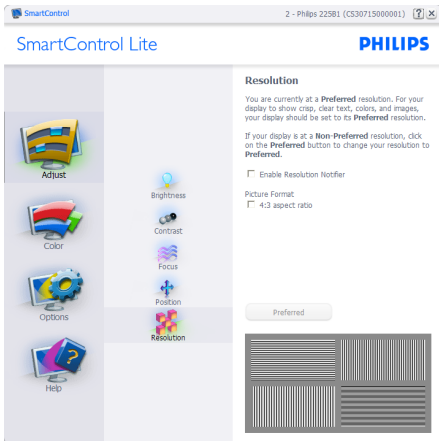 SmartControl
2 - Philips 225B1 (CS30715000001)
SmartControl Lite
PHILIPS
Adjust
Color
Options
Help
Brightness
Contrast
Focus
Position
Resolution
Resolution
You are currently at a Preferred resolution. For your
display to show crisp, clear text, colors, and images,
your display should be set to its Preferred resolution.
If your display is at a Non-Preferred resolution, click
on the Preferred button to change your resolution to
Preferred.
Enable Resolution Notifier
Picture Format
4:3 aspect ratio
Preferred